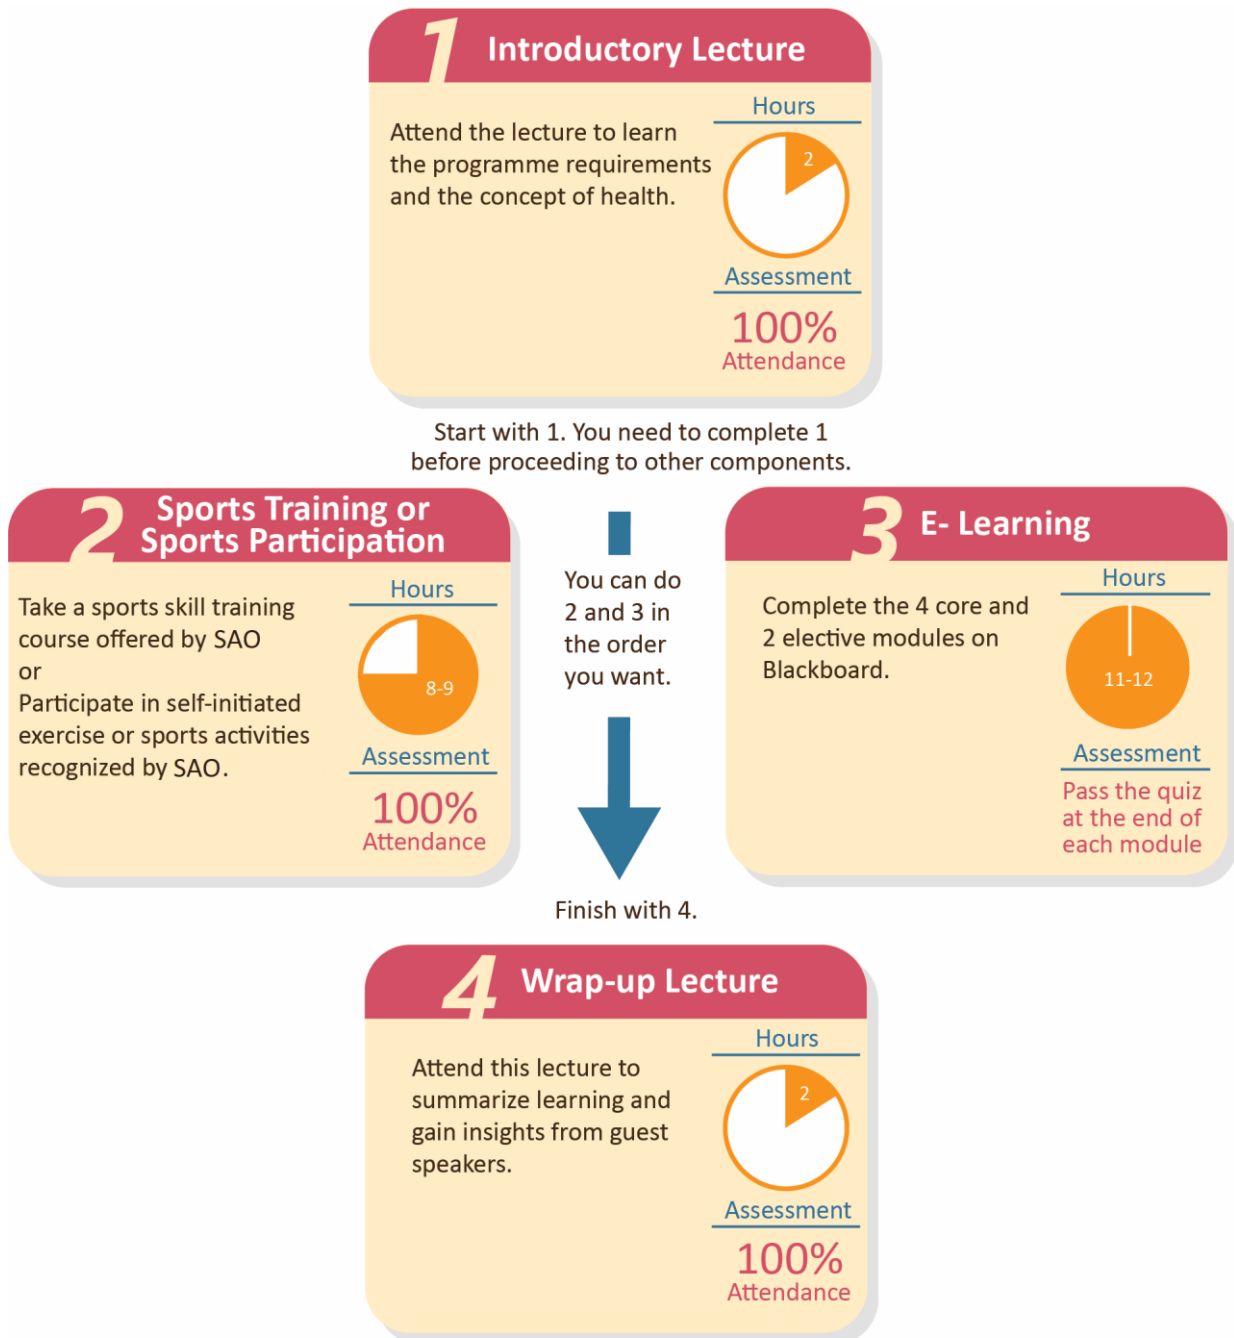 1 Introductory Lecture
Attend the lecture to learn
the programme requirements
and the concept of health.
Hours
2
Assessment
100%
Attendance
Start with 1. You need to complete 1
before proceeding to other components.
2 Sports Training or
Sports Participation
Take a sports skill training
course offered by SAO
or
Participate in self-initiated
exercise or sports activities
recognized by SAO.
Hours
8-9
Assessment
100%
Attendance
You can do
2 and 3 in
the order
you want.
3 E- Learning
Complete the 4 core and
2 elective modules on
Blackboard.
Hours
11-12
Assessment
Pass the quiz
at the end of
each module
Finish with 4.
4 Wrap-up Lecture
Attend this lecture to
summarize learning and
gain insights from guest
speakers.
Hours
2
Assessment
100%
Attendance